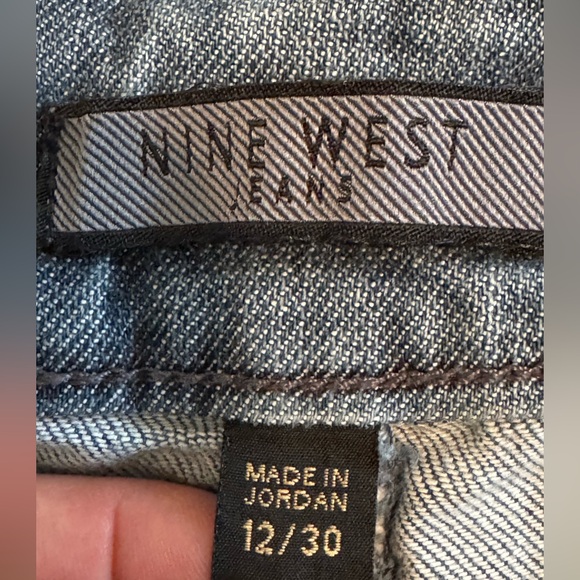 NINE WEST
JEANS
MADE IN
JORDAN
12/30